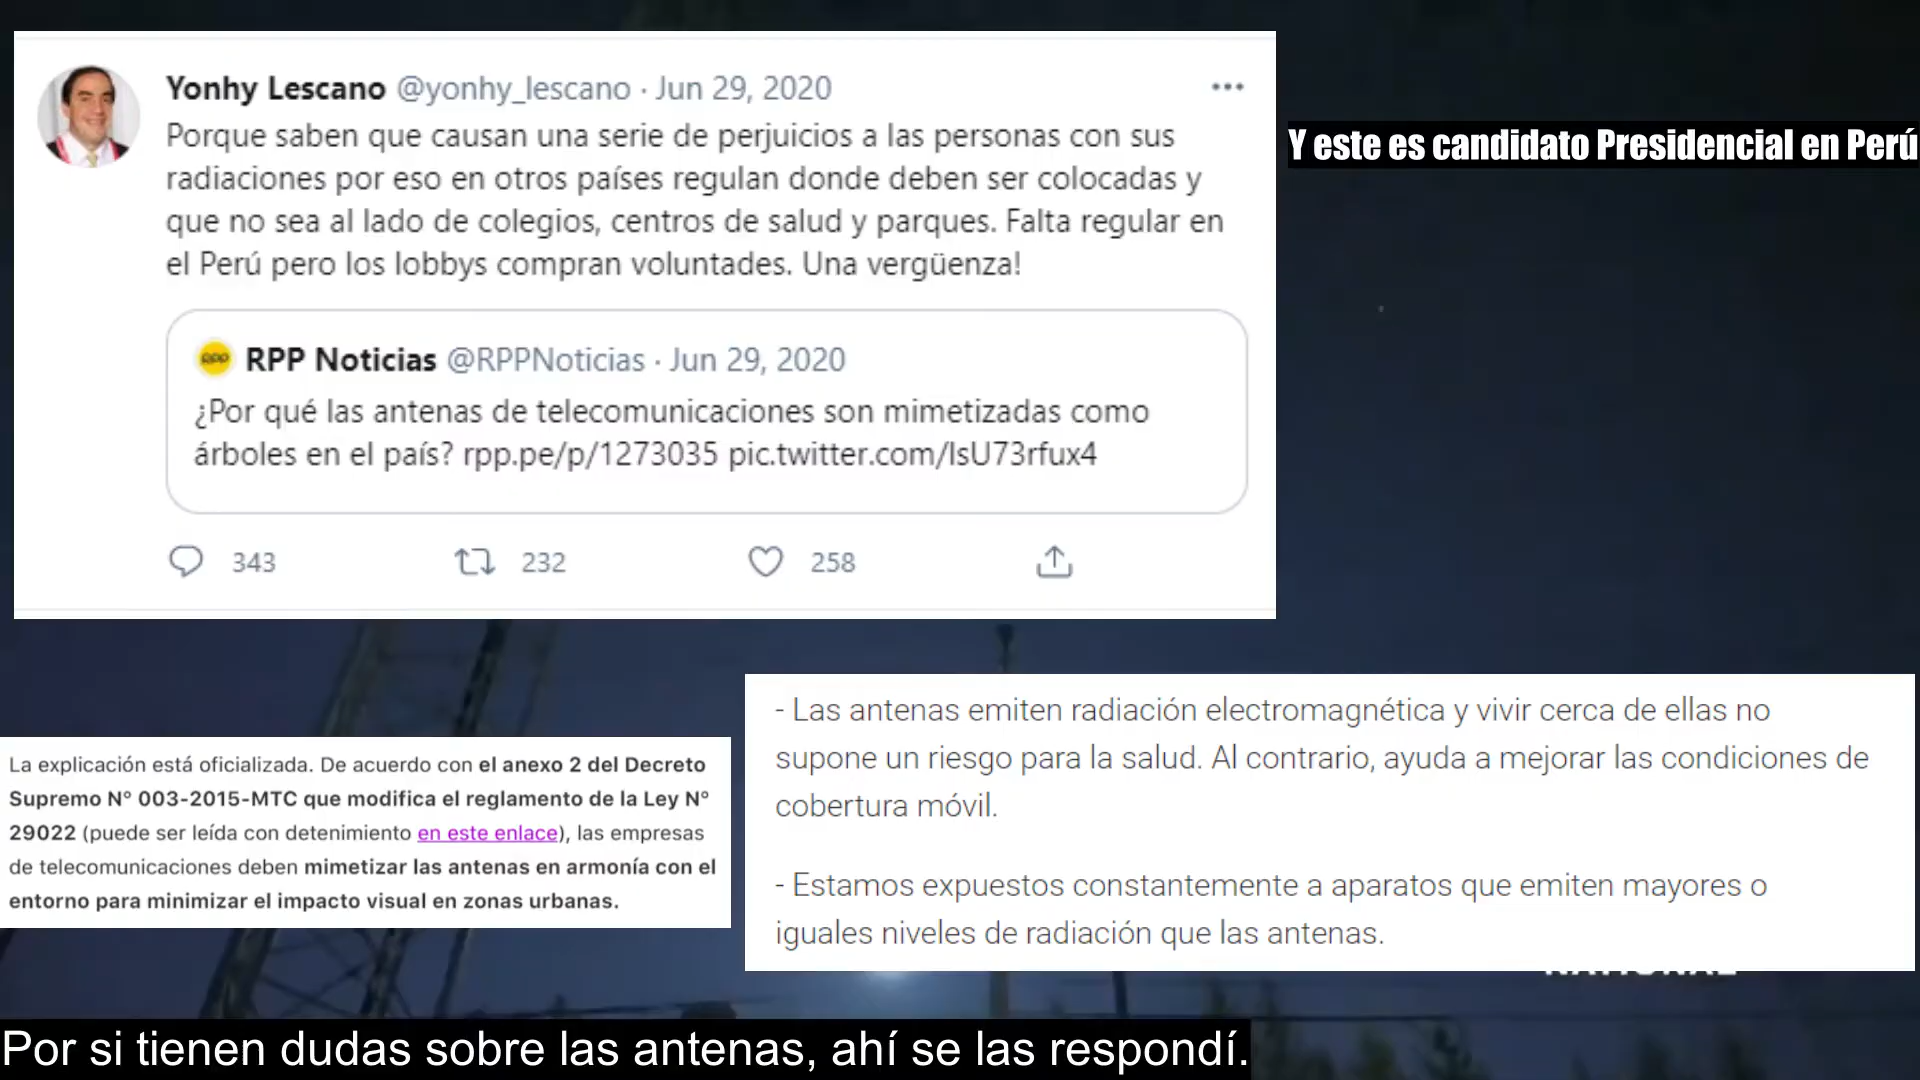 Yonhy Lescano @yonhy_lescano · Jun 29, 2020
Porque saben que causan una serie de perjuicios a las personas con sus
radiaciones por eso en otros países regulan donde deben ser colocadas y
que no sea al lado de colegios, centros de salud y parques. Falta regular en
el Perú pero los lobbys compran voluntades. Una vergüenza!
RPP Noticias @RPPNoticias · Jun 29, 2020
¿Por qué las antenas de telecomunicaciones son mimetizadas como
árboles en el país? rpp.pe/p/1273035 pic.twitter.com/lsU73rfux4
343 232 258
Y este es candidato Presidencial en Perú
La explicación está oficializada. De acuerdo con el anexo 2 del Decreto
Supremo N° 003-2015-MTC que modifica el reglamento de la Ley N°
29022 (puede ser leída con detenimiento en este enlace), las empresas
de telecomunicaciones deben mimetizar las antenas en armonía con el
entorno para minimizar el impacto visual en zonas urbanas.
- Las antenas emiten radiación electromagnética y vivir cerca de ellas no
supone un riesgo para la salud. Al contrario, ayuda a mejorar las condiciones de
cobertura móvil.
- Estamos expuestos constantemente a aparatos que emiten mayores o
iguales niveles de radiación que las antenas.
Por si tienen dudas sobre las antenas, ahí se las respondí.